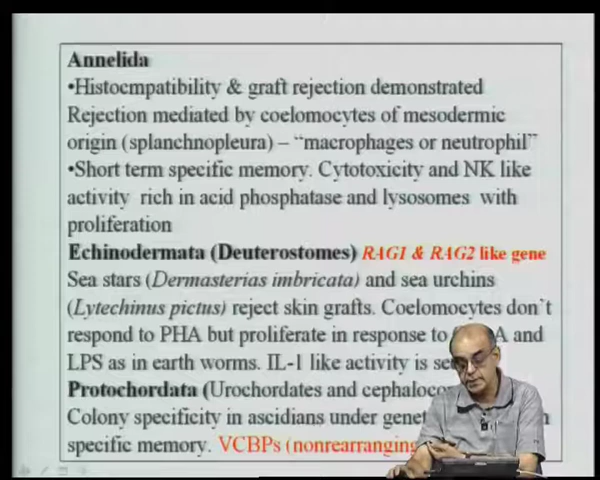 Annelida
•Histocmpatibility & graft rejection demonstrated
Rejection mediated by coelomocytes of mesodermic
origin (splanchnopleura) – “macrophages or neutrophil”
•Short term specific memory. Cytotoxicity and NK like
activity rich in acid phosphatase and lysosomes with
proliferation
Echinodermata (Deuterostomes) RAG1 & RAG2 like gene
Sea stars (Dermasterias imbricata) and sea urchins
(Lytechinus pictus) reject skin grafts. Coelomocytes don't
respond to PHA but proliferate in response to A and
LPS as in earth worms. IL-1 like activity is
Protochordata (Urochordates and
Colony specificity in ascidians under
specific memory. VCBPs (nonrearranging